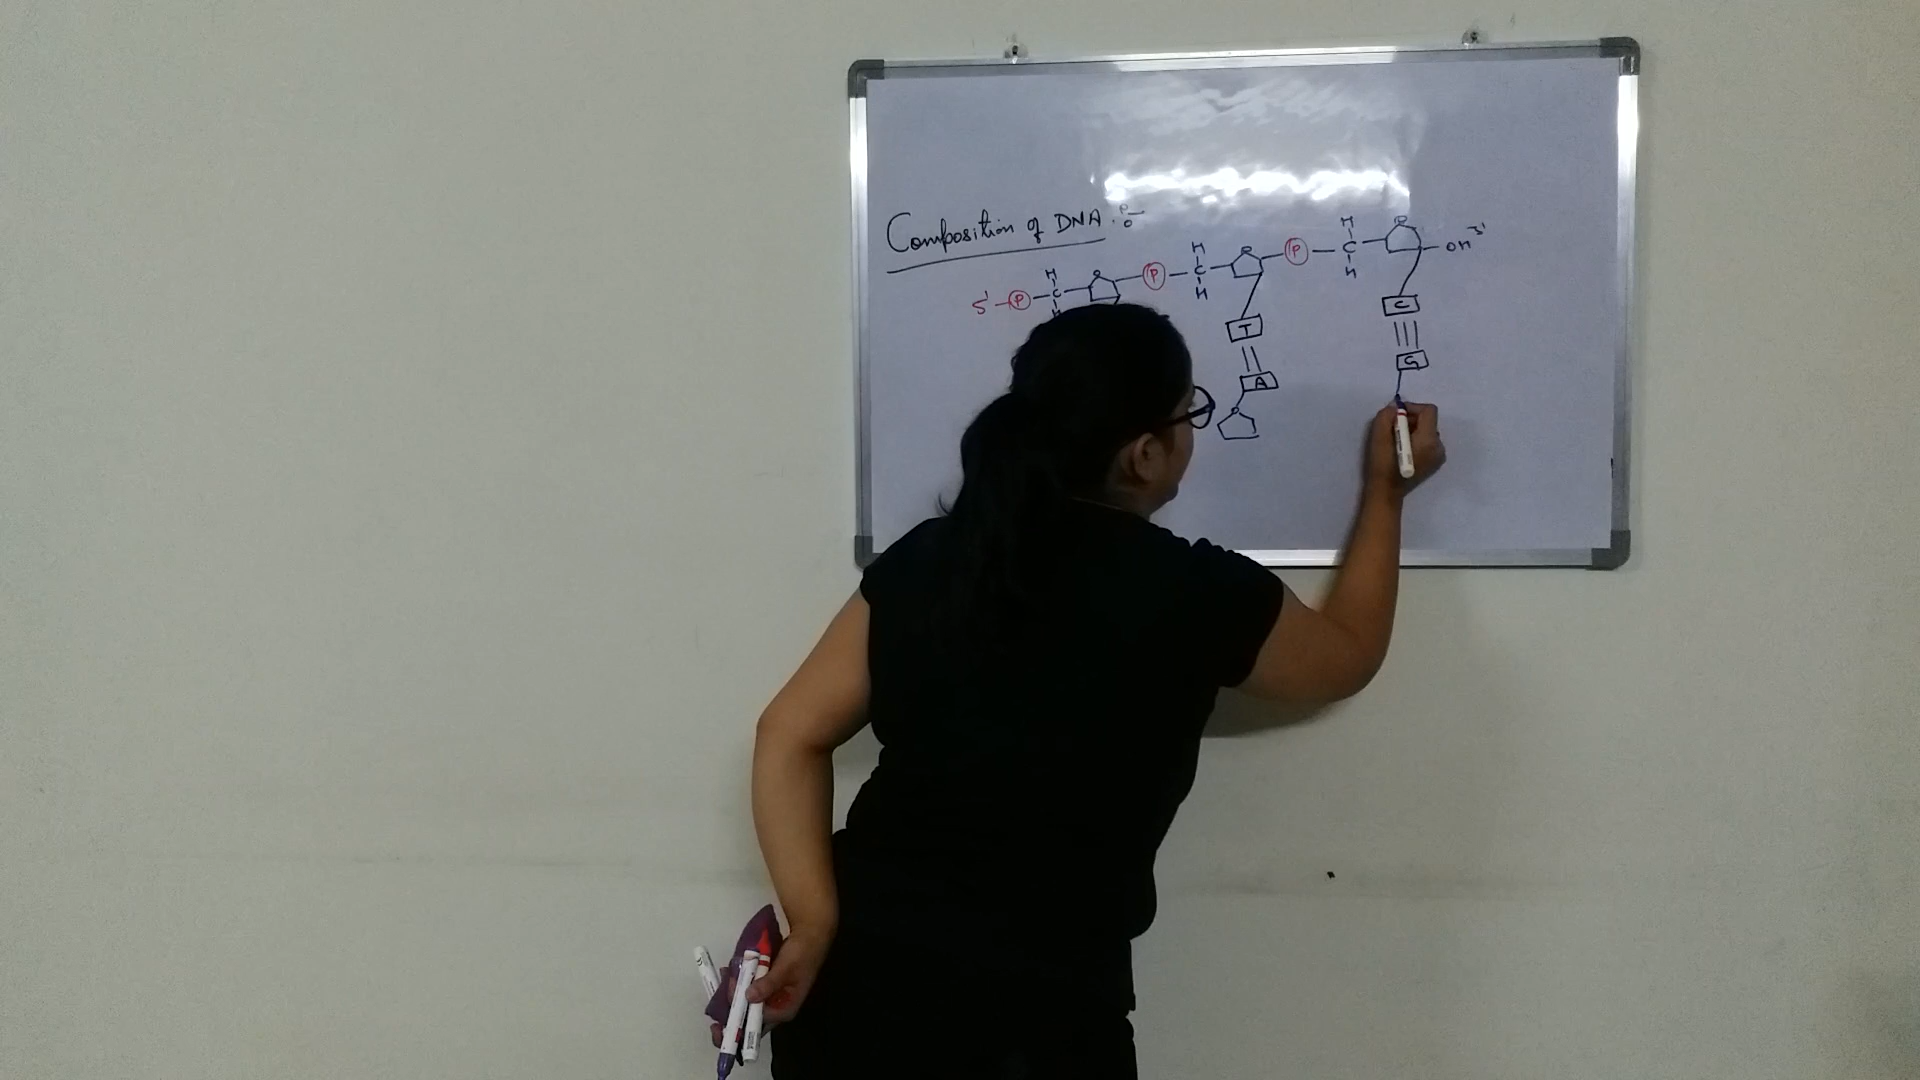 Composition of DNA.
P
O
H H H
5' P C O P C O P C O OH 3'
H H H
T C
A G
O